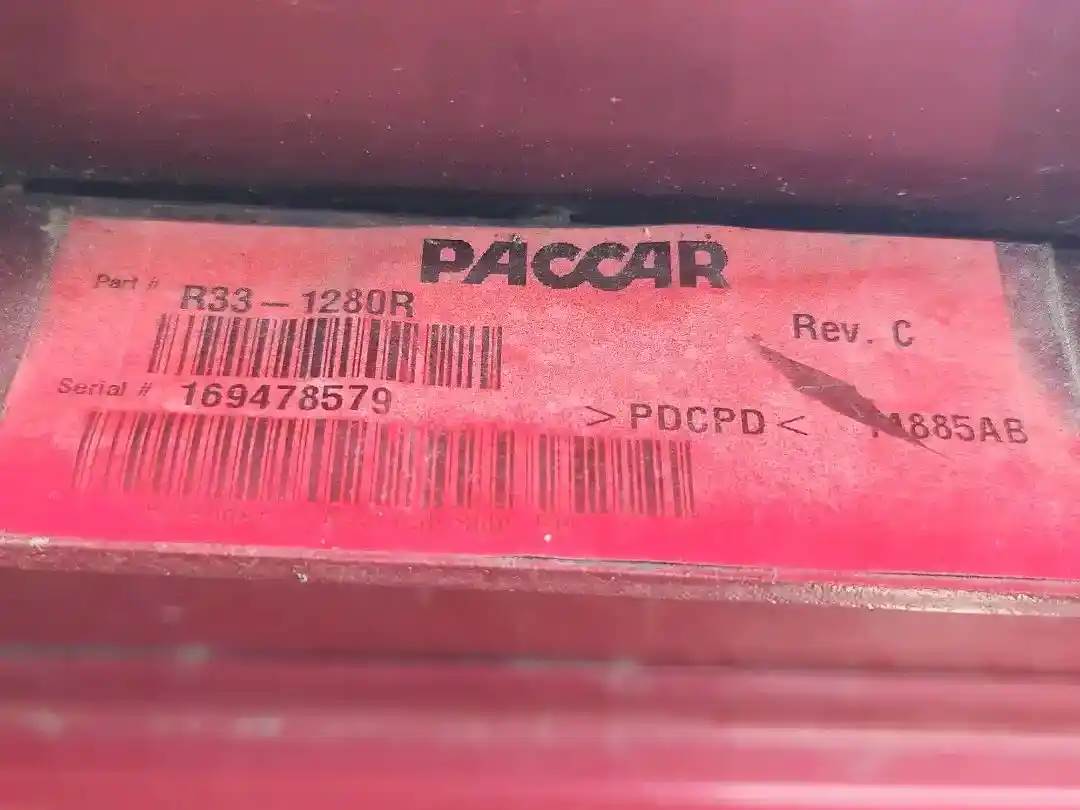 PACCAR
Part # R33-1280R
Rev. C
Serial # 169478579
>PDCPD<